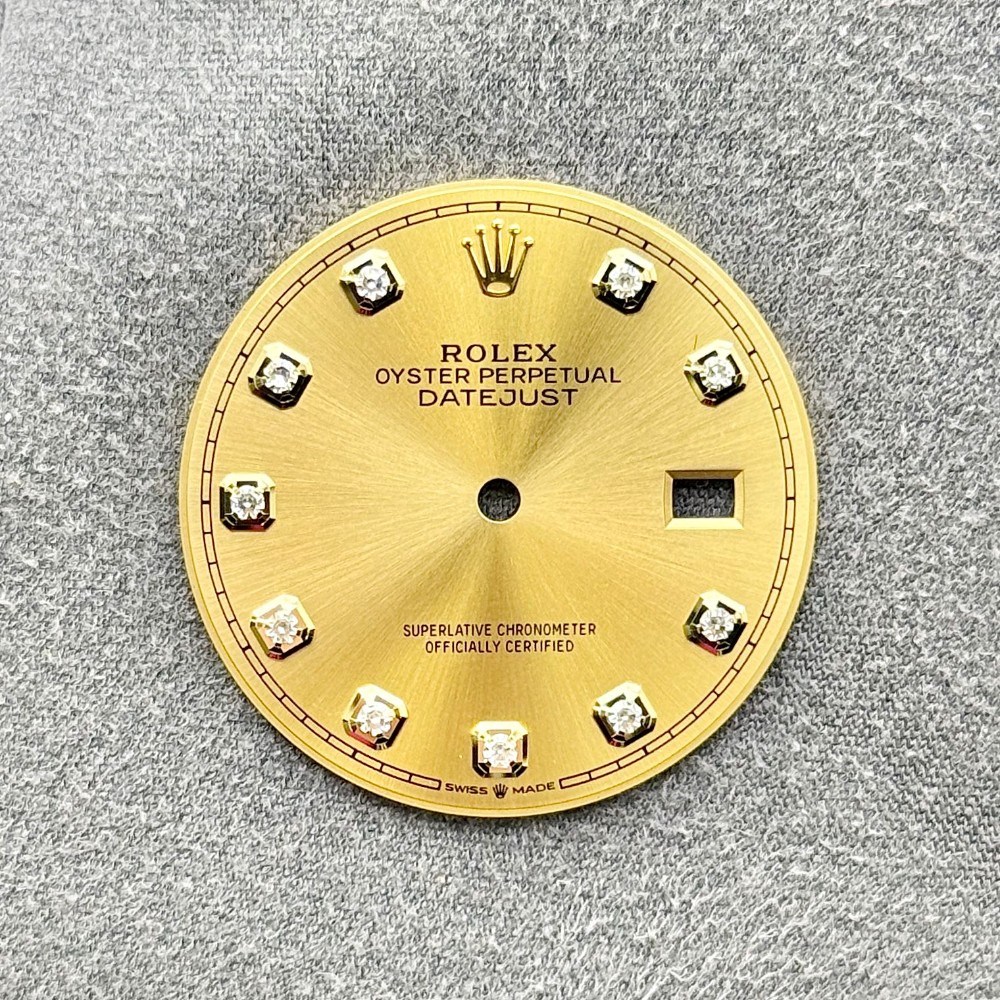 ROLEX
OYSTER PERPETUAL
DATEJUST
SUPERLATIVE CHRONOMETER
OFFICIALLY CERTIFIED
SWISS MADE